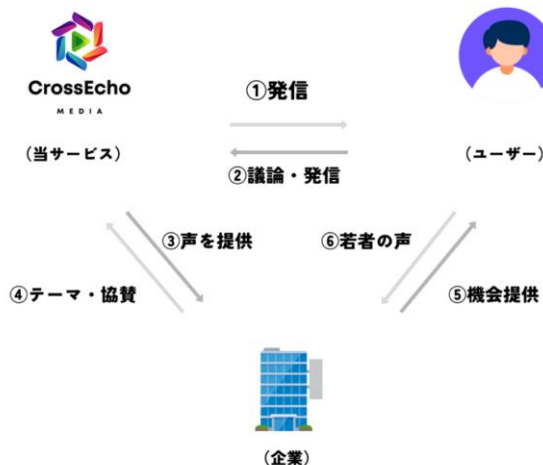 CrossEcho
MEDIA
(当サービス)
①発信
②議論・発信
(ユーザー)
③声を提供
⑥若者の声
④テーマ・協賛
⑤機会提供
(企業)